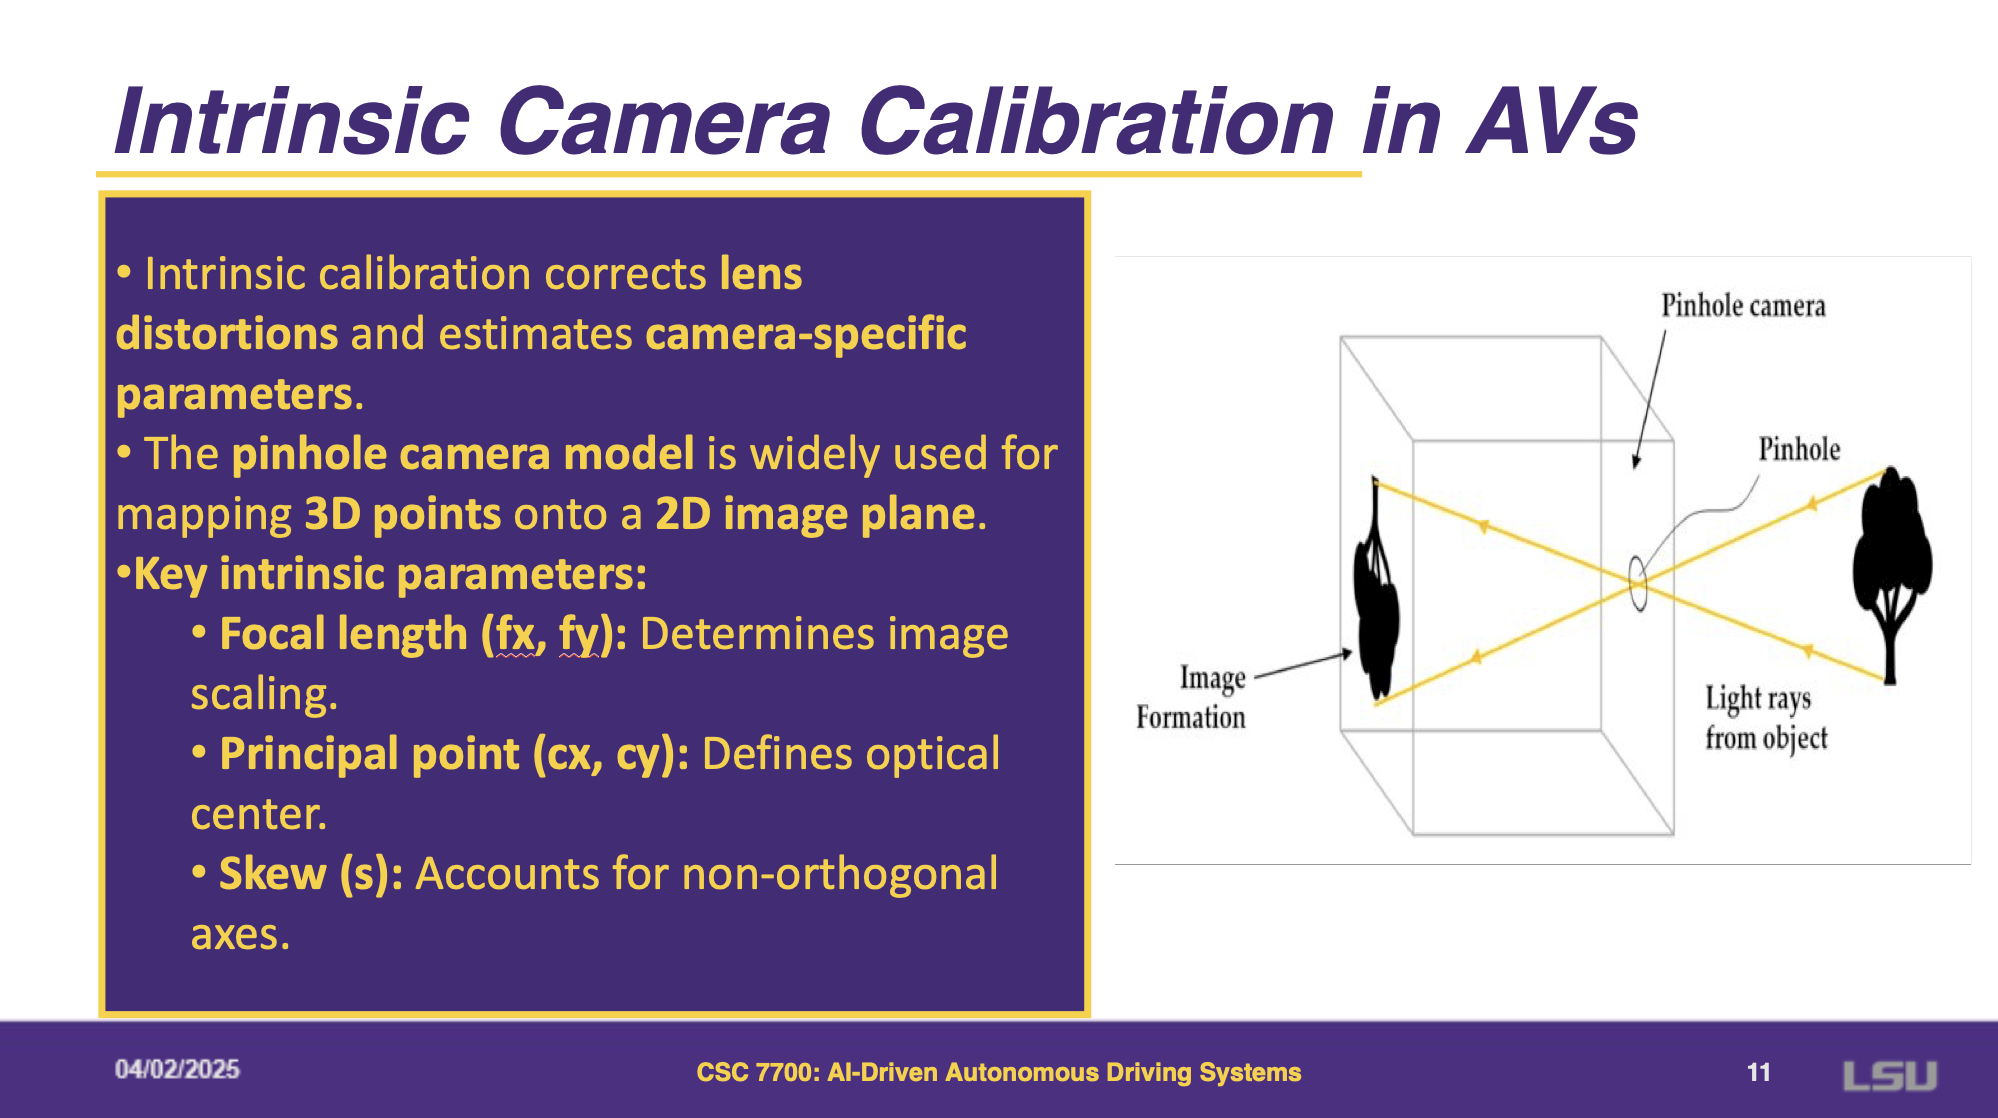 Intrinsic Camera Calibration in AVs
• Intrinsic calibration corrects lens
distortions and estimates camera-specific
parameters.
• The pinhole camera model is widely used for
mapping 3D points onto a 2D image plane.
•Key intrinsic parameters:
• Focal length (fx, fy): Determines image
scaling.
• Principal point (cx, cy): Defines optical
center.
• Skew (s): Accounts for non-orthogonal
axes.
Pinhole camera
Pinhole
Image
Formation
Light rays
from object
04/02/2025
CSC 7700: AI-Driven Autonomous Driving Systems
11
LSU